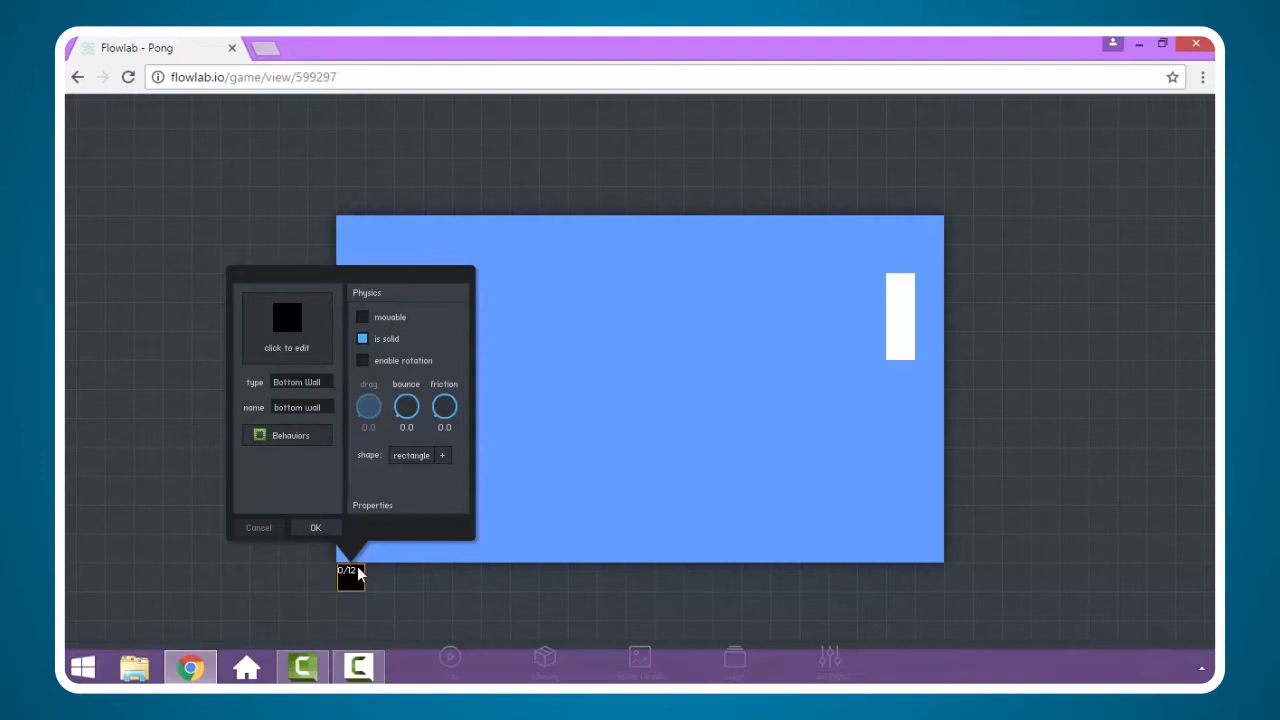 Flowlab - Pong
flowlab.io/game/view/599297
Physics
movable
is solid
click to edit
enable rotation
type Bottom Wall
drag bounce friction
name bottom wall
0.0 0.0 0.0
Behaviors
shape: rectangle +
Properties
Cancel OK
0/12